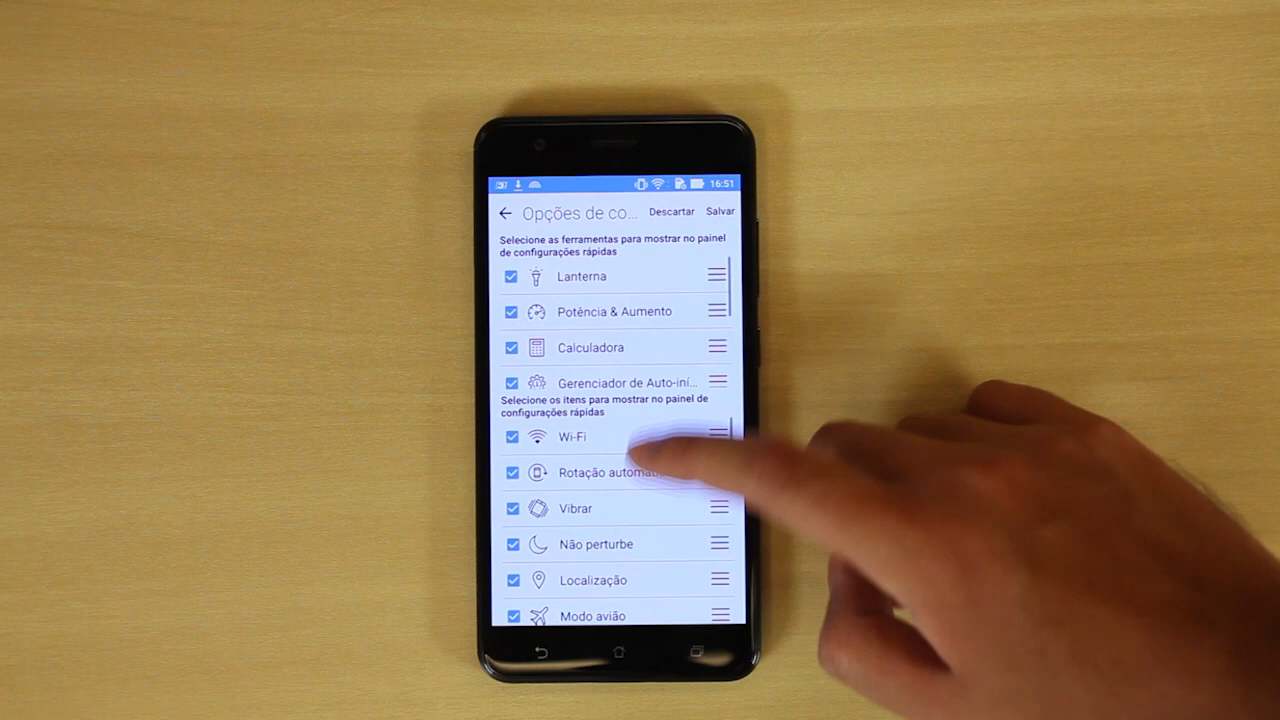 16:51
Opções de co... Descartar Salvar
Selecione as ferramentas para mostrar no painel
de configurações rápidas
Lanterna
Potência & Aumento
Calculadora
Gerenciador de Auto-iní...
Selecione os itens para mostrar no painel de
configurações rápidas
Wi-Fi
Rotação
Vibrar
Não perturbe
Localização
Modo avião